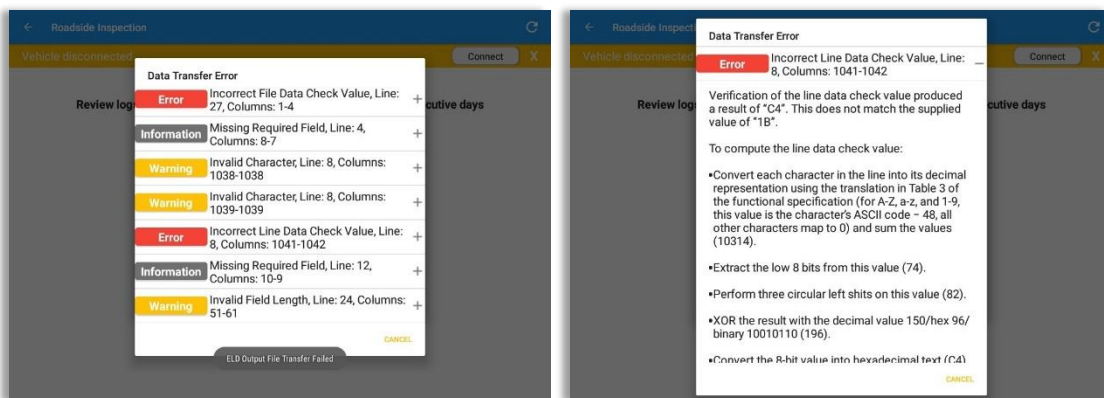 Roadside Inspection
Vehicle disconnected
Connect
X
Review log
cutive days
Data Transfer Error
Error
Incorrect File Data Check Value, Line:
27, Columns: 1-4
+
Information
Missing Required Field, Line: 4,
Columns: 8-7
+
Warning
Invalid Character, Line: 8, Columns:
1038-1038
+
Warning
Invalid Character, Line: 8, Columns:
1039-1039
+
Error
Incorrect Line Data Check Value, Line:
8, Columns: 1041-1042
+
Information
Missing Required Field, Line: 12,
Columns: 10-9
+
Warning
Invalid Field Length, Line: 24, Columns:
51-61
+
CANCEL
ELD Output File Transfer Failed
Roadside Inspecti
Vehicle disconnected
Connect
X
Review logs
cutive days
Data Transfer Error
Error
Incorrect Line Data Check Value, Line:
8, Columns: 1041-1042
–
Verification of the line data check value produced
a result of “C4”. This does not match the supplied
value of “1B”.
To compute the line data check value:
▪Convert each character in the line into its decimal
representation using the translation in Table 3 of
the functional specification (for A-Z, a-z, and 1-9,
this value is the character's ASCII code – 48, all
other characters map to 0) and sum the values
(10314).
▪Extract the low 8 bits from this value (74).
▪Perform three circular left shits on this value (82).
▪XOR the result with the decimal value 150/hex 96/
binary 10010110 (196).
▪Convert the 8-bit value into hexadecimal text (C4)
CANCEL